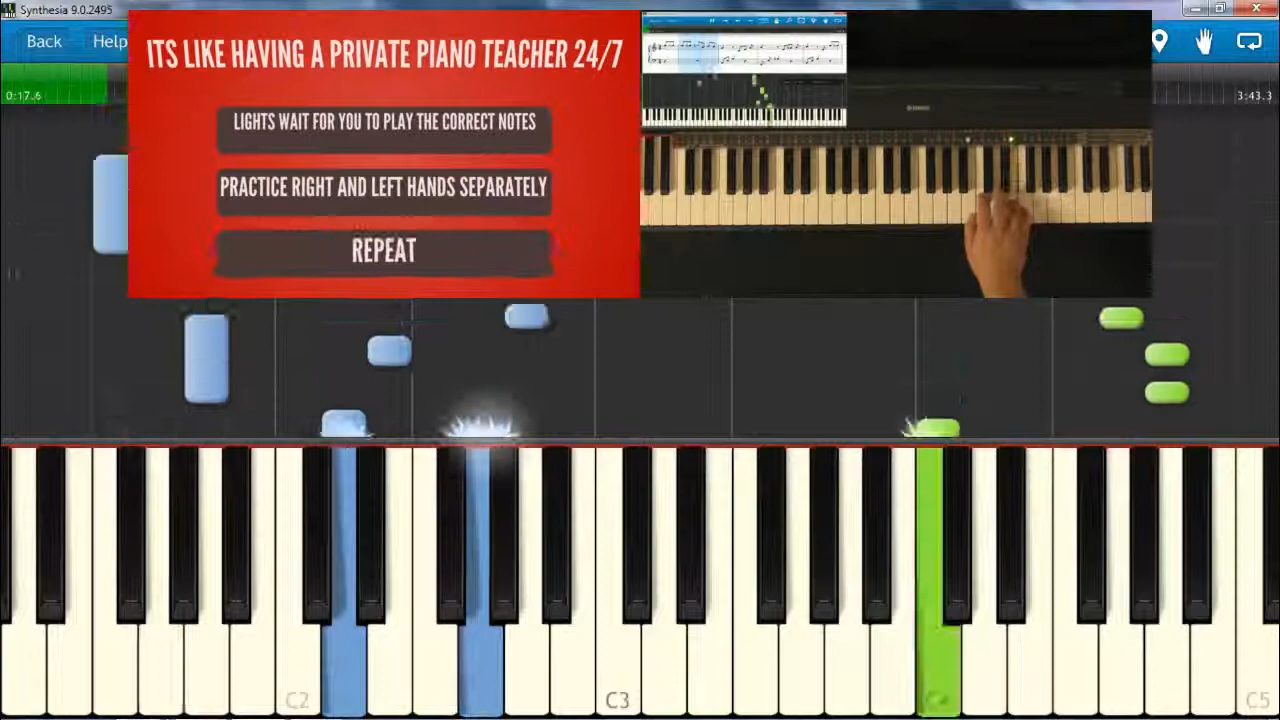 Synthesia 9.0.2495
Back Help
ITS LIKE HAVING A PRIVATE PIANO TEACHER 24/7
LIGHTS WAIT FOR YOU TO PLAY THE CORRECT NOTES
PRACTICE RIGHT AND LEFT HANDS SEPARATELY
REPEAT
0:17.6
3:43.3
C2
C3
C4
C5